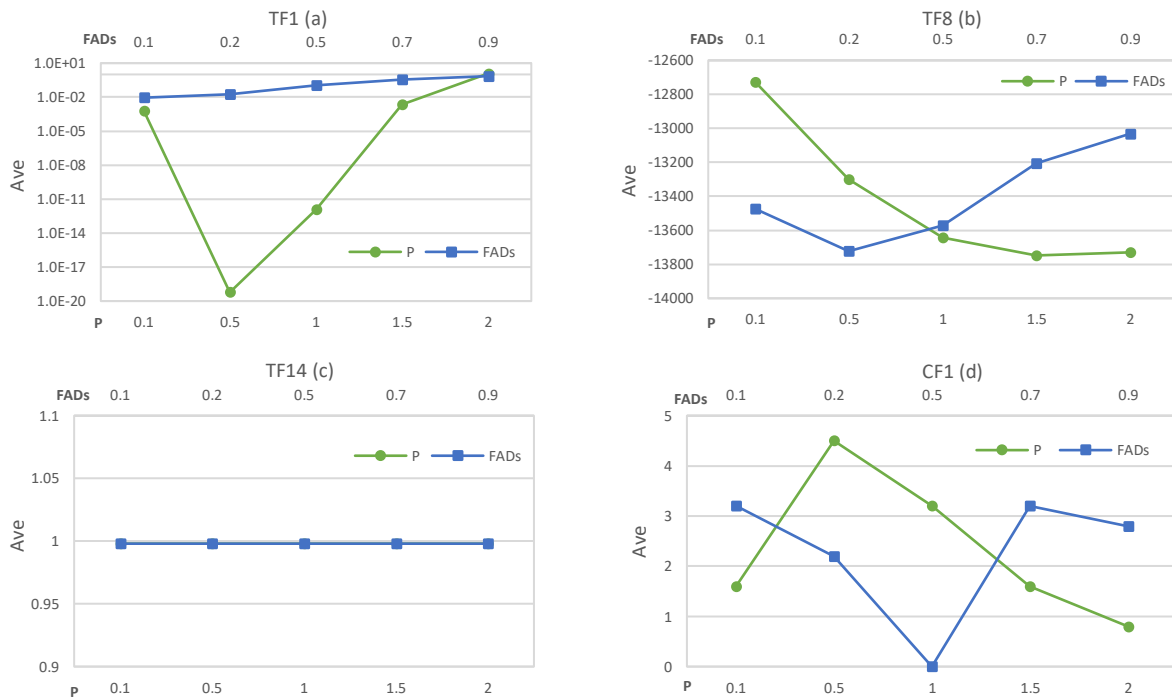 TF1 (a)
FADs 0.1 0.2 0.5 0.7 0.9
1.0E+01
1.0E-02
1.0E-05
1.0E-08
1.0E-11
1.0E-14
1.0E-17
1.0E-20
Ave
P FADs
P 0.1 0.5 1 1.5 2
TF8 (b)
FADs 0.1 0.2 0.5 0.7 0.9
-12600
-12800
-13000
-13200
-13400
-13600
-13800
-14000
Ave
P FADs
P 0.1 0.5 1 1.5 2
TF14 (c)
FADs 0.1 0.2 0.5 0.7 0.9
1.1
1.05
1
0.95
0.9
Ave
P FADs
P 0.1 0.5 1 1.5 2
CF1 (d)
FADs 0.1 0.2 0.5 0.7 0.9
5
4
3
2
1
0
Ave
P FADs
P 0.1 0.5 1 1.5 2